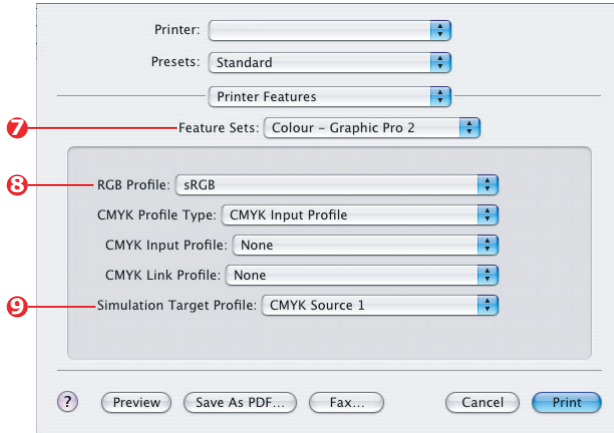 Printer:
Presets: Standard
Printer Features
7 Feature Sets: Colour – Graphic Pro 2
8 RGB Profile: sRGB
CMYK Profile Type: CMYK Input Profile
CMYK Input Profile: None
CMYK Link Profile: None
9 Simulation Target Profile: CMYK Source 1
? Preview Save As PDF... Fax... Cancel Print